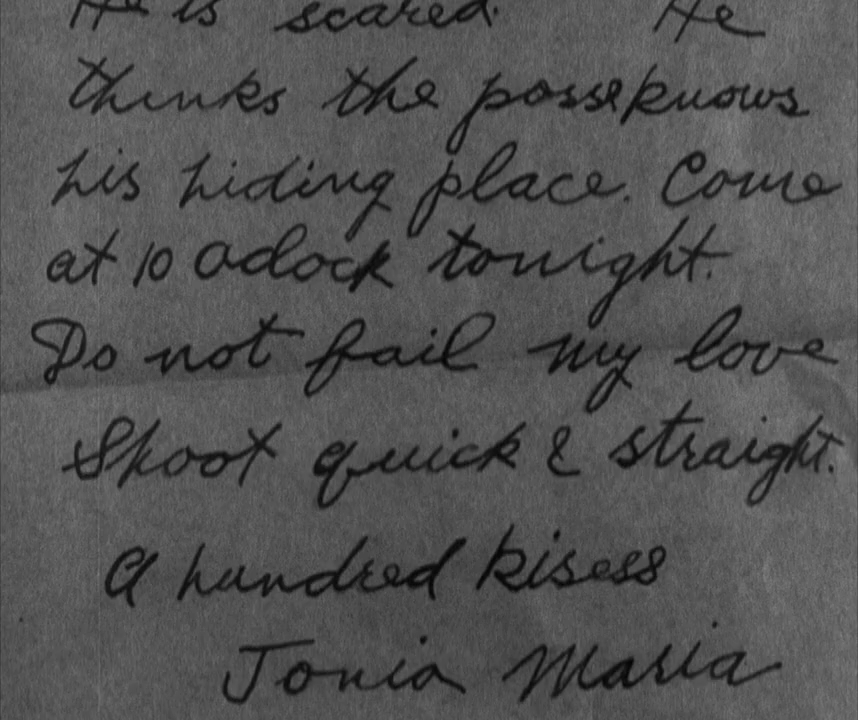 He is scared. He
thinks the posse knows
his hiding place. Come
at 10 oclock tonight.
Do not fail my love
Shoot quick & straight.
A hundred kisess
Tonia Maria